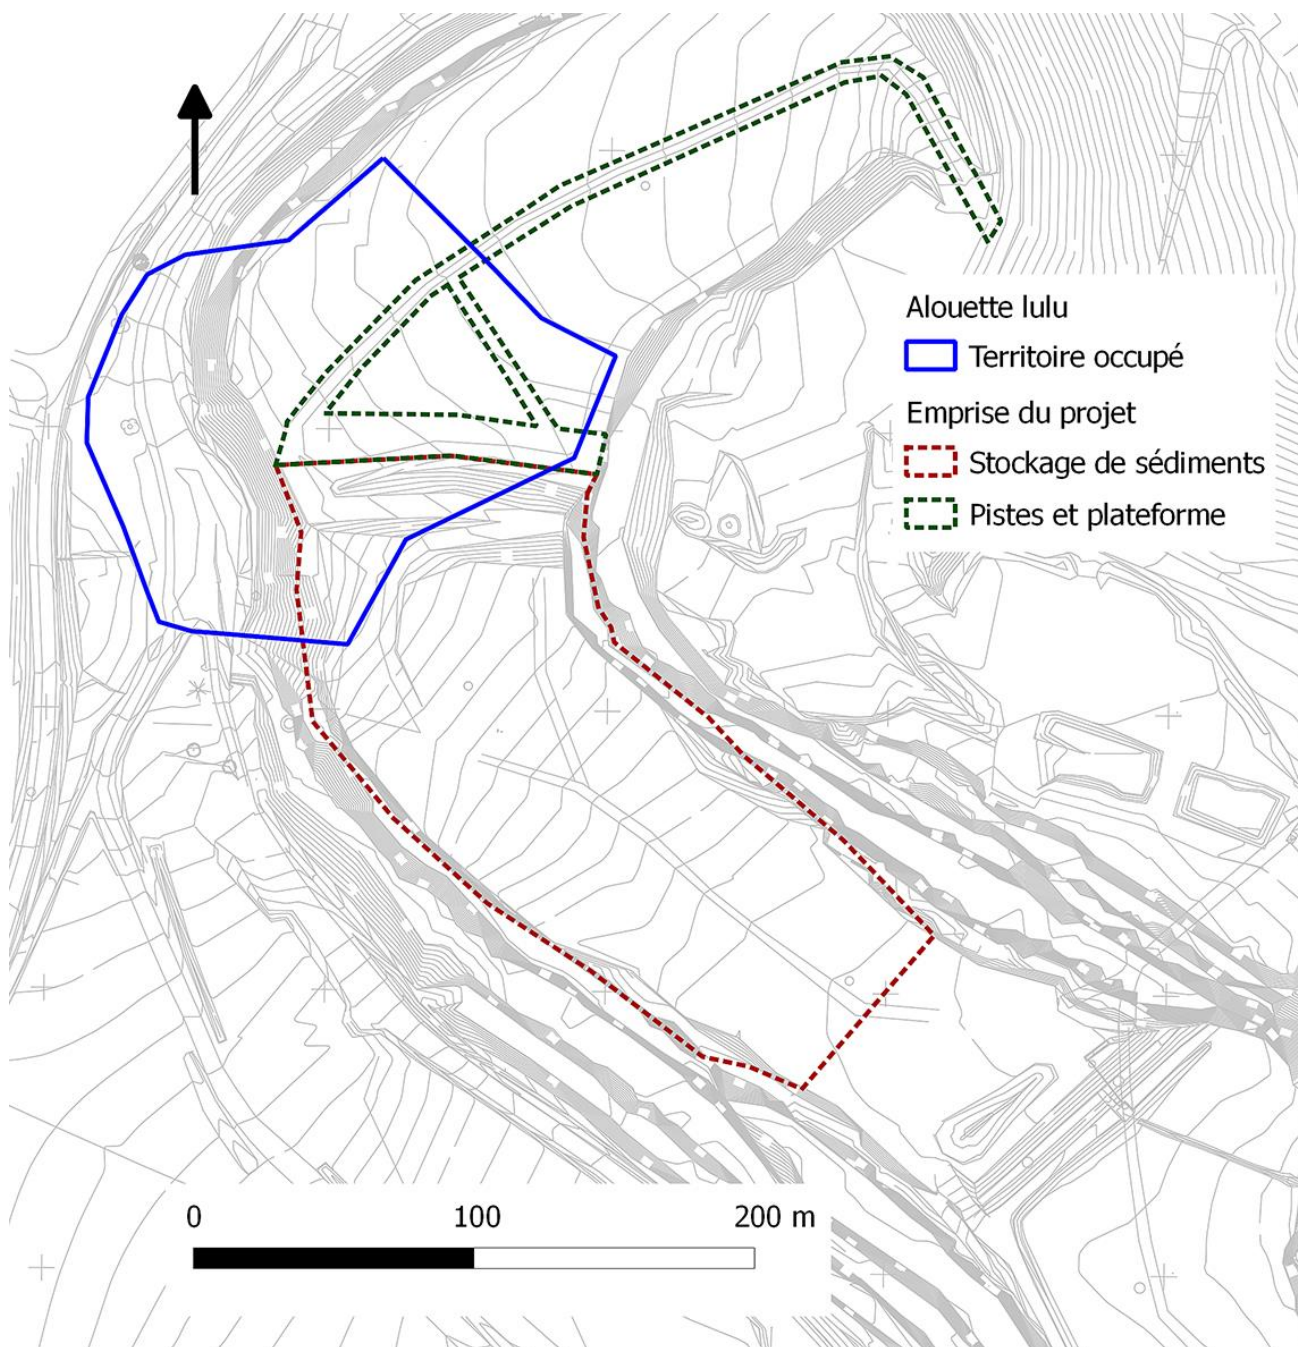 Alouette lulu
Territoire occupé
Emprise du projet
Stockage de sédiments
Pistes et plateforme
0 100 200 m